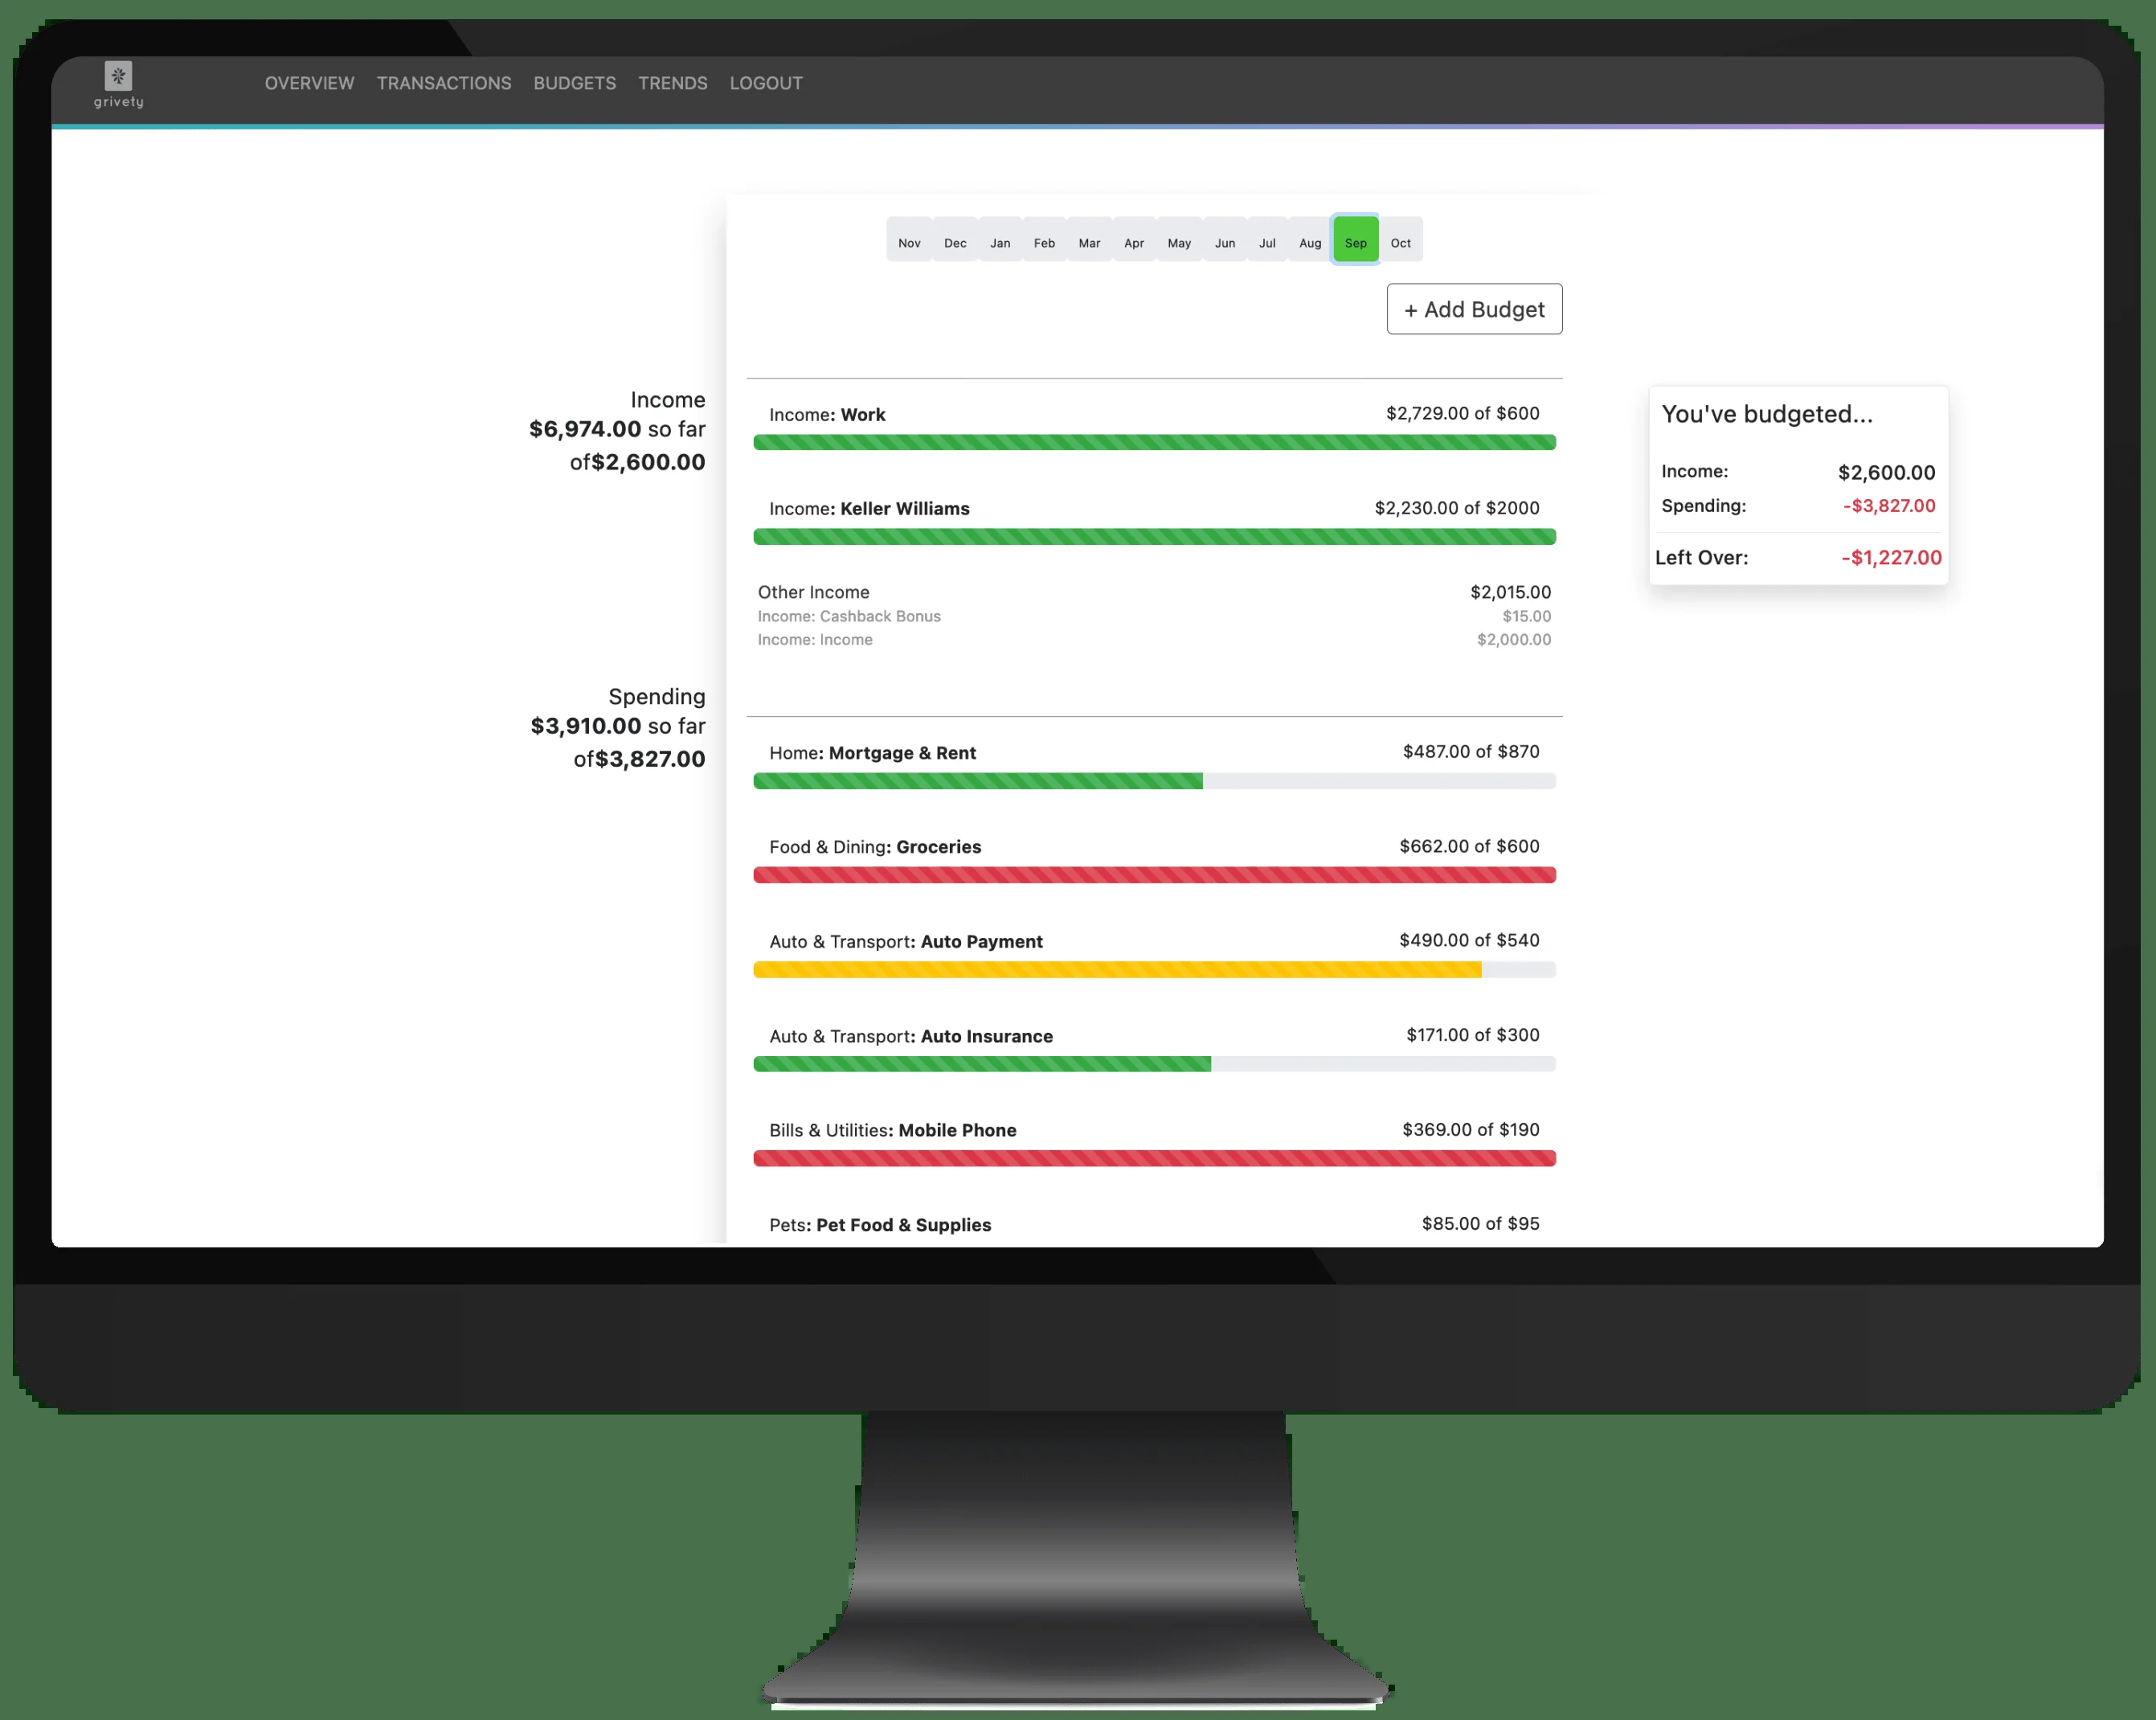 grivety
OVERVIEW TRANSACTIONS BUDGETS TRENDS LOGOUT
Nov Dec Jan Feb Mar Apr May Jun Jul Aug Sep Oct
+ Add Budget
Income
$6,974.00 so far
of$2,600.00
Income: Work $2,729.00 of $600
Income: Keller Williams $2,230.00 of $2000
Other Income $2,015.00
Income: Cashback Bonus $15.00
Income: Income $2,000.00
You've budgeted...
Income: $2,600.00
Spending: -$3,827.00
Left Over: -$1,227.00
Spending
$3,910.00 so far
of$3,827.00
Home: Mortgage & Rent $487.00 of $870
Food & Dining: Groceries $662.00 of $600
Auto & Transport: Auto Payment $490.00 of $540
Auto & Transport: Auto Insurance $171.00 of $300
Bills & Utilities: Mobile Phone $369.00 of $190
Pets: Pet Food & Supplies $85.00 of $95